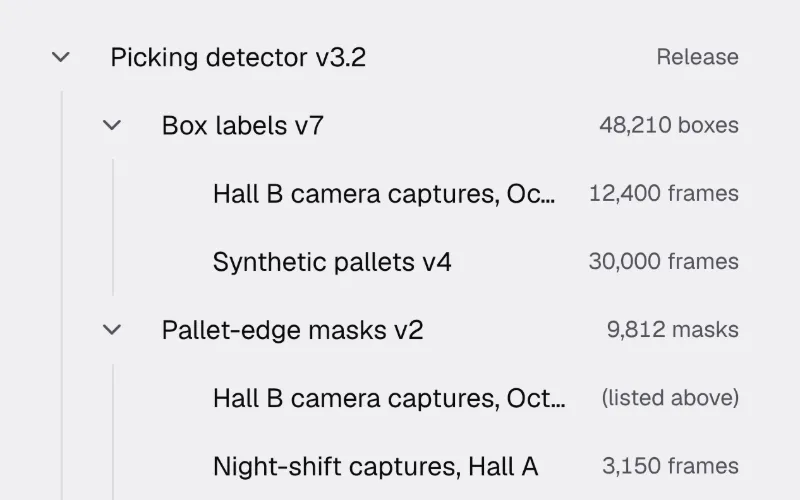 Picking detector v3.2 Release
Box labels v7 48,210 boxes
Hall B camera captures, Oc… 12,400 frames
Synthetic pallets v4 30,000 frames
Pallet-edge masks v2 9,812 masks
Hall B camera captures, Oct… (listed above)
Night-shift captures, Hall A 3,150 frames